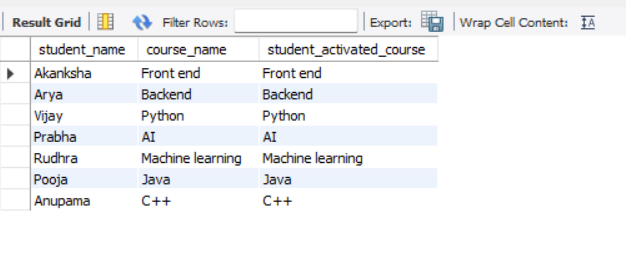 Result Grid Filter Rows: Export: Wrap Cell Content: IA
student_name course_name student_activated_course
Akanksha Front end Front end
Arya Backend Backend
Vijay Python Python
Prabha AI AI
Rudhra Machine learning Machine learning
Pooja Java Java
Anupama C++ C++